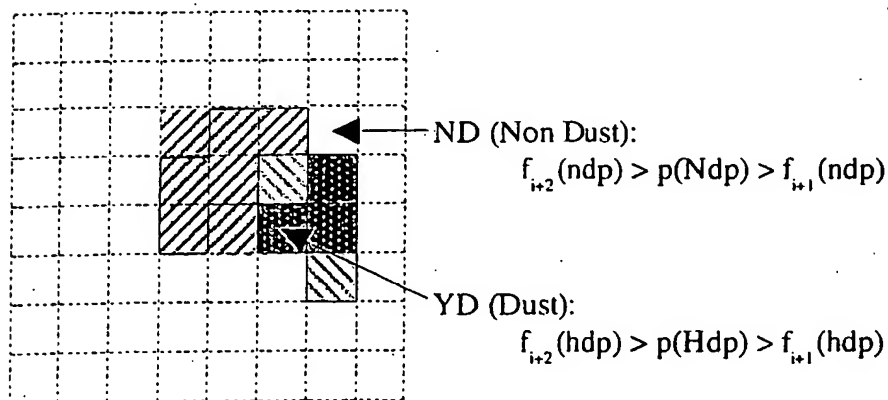 ND (Non Dust):
f_{i+2}(ndp) > p(Ndp) > f_{i+1}(ndp)
YD (Dust):
f_{i+2}(hdp) > p(Hdp) > f_{i+1}(hdp)